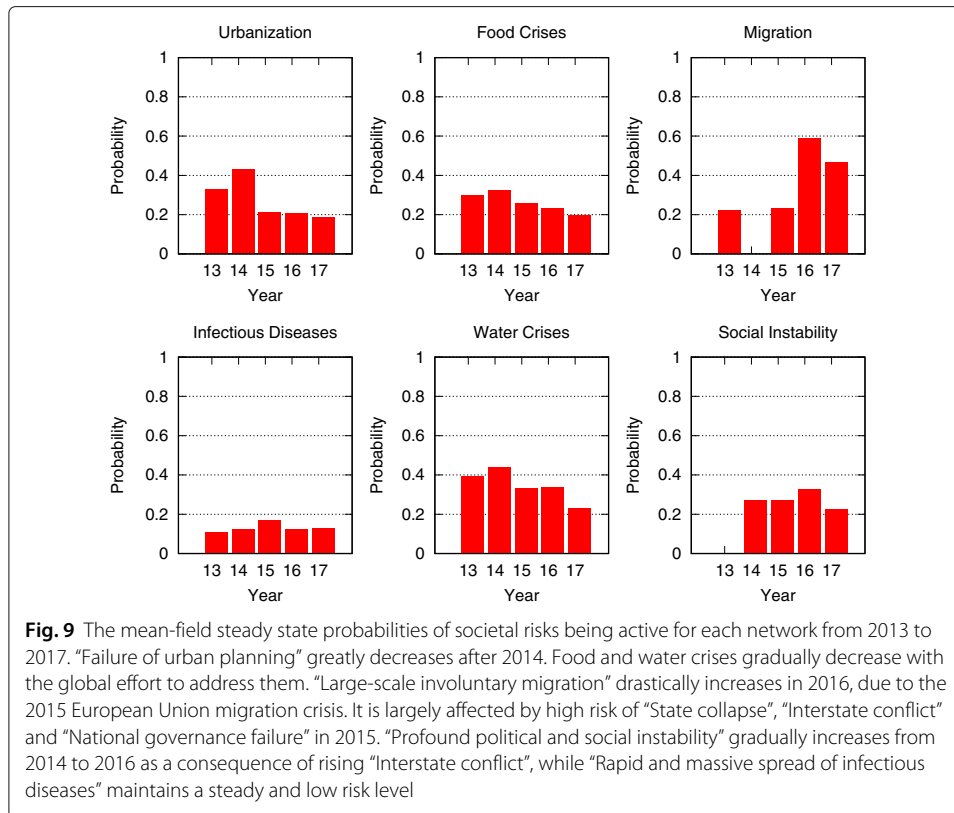 Urbanization
Food Crises
Migration
1
0.8
0.6
0.4
0.2
0
Probability
13 14 15 16 17
Year
1
0.8
0.6
0.4
0.2
0
Probability
13 14 15 16 17
Year
1
0.8
0.6
0.4
0.2
0
Probability
13 14 15 16 17
Year
Infectious Diseases
Water Crises
Social Instability
1
0.8
0.6
0.4
0.2
0
Probability
13 14 15 16 17
Year
1
0.8
0.6
0.4
0.2
0
Probability
13 14 15 16 17
Year
1
0.8
0.6
0.4
0.2
0
Probability
13 14 15 16 17
Year
Fig. 9 The mean-field steady state probabilities of societal risks being active for each network from 2013 to
2017. “Failure of urban planning” greatly decreases after 2014. Food and water crises gradually decrease with
the global effort to address them. “Large-scale involuntary migration” drastically increases in 2016, due to the
2015 European Union migration crisis. It is largely affected by high risk of “State collapse”, “Interstate conflict”
and “National governance failure” in 2015. “Profound political and social instability” gradually increases from
2014 to 2016 as a consequence of rising “Interstate conflict”, while “Rapid and massive spread of infectious
diseases” maintains a steady and low risk level